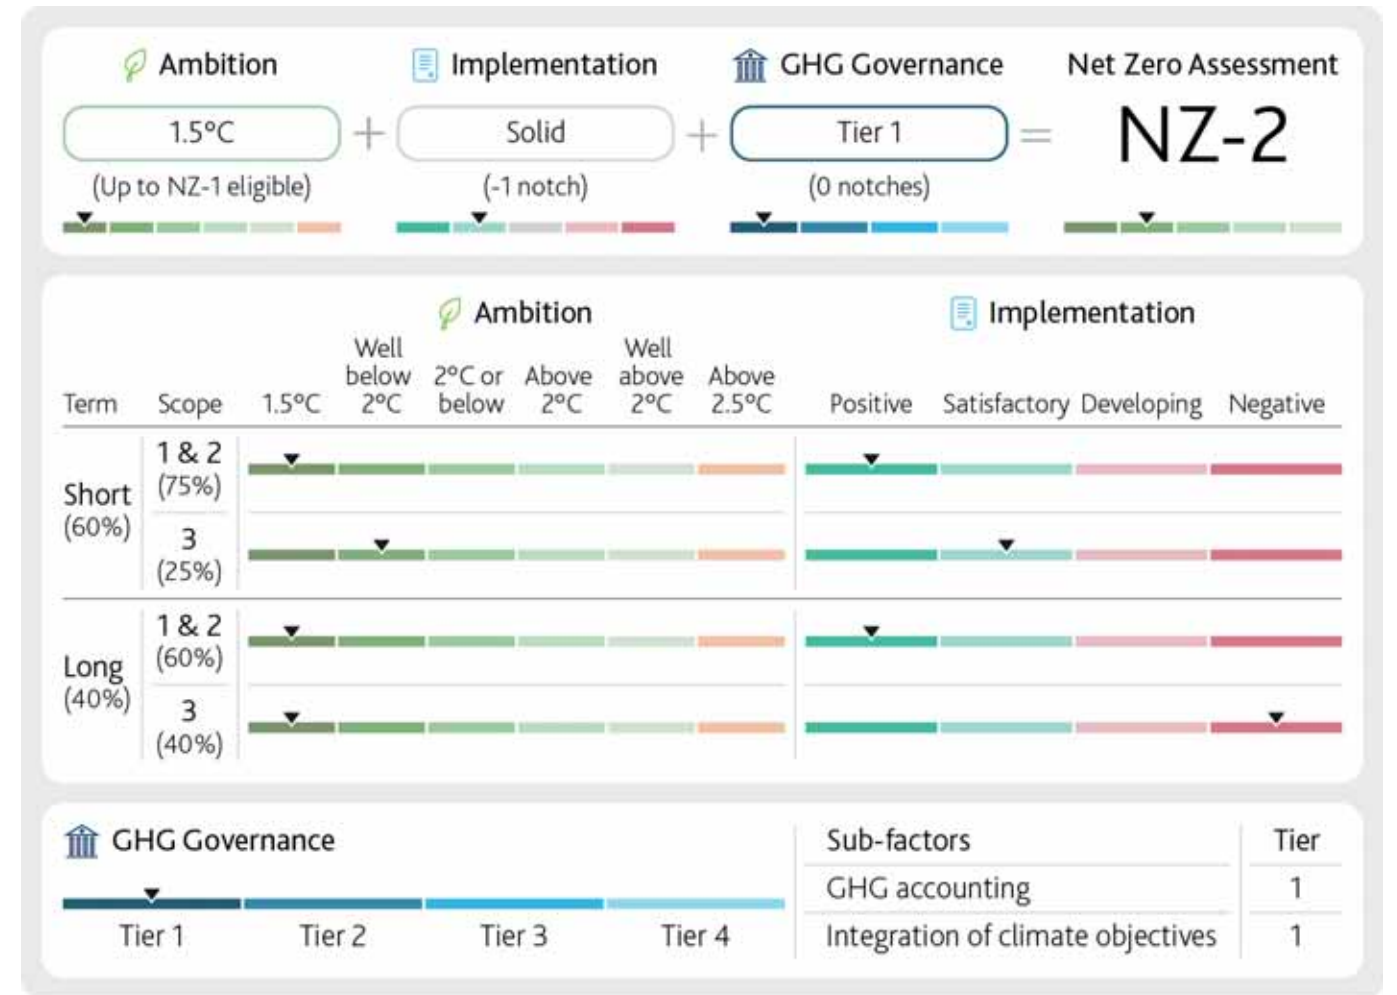 Ambition Implementation GHG Governance Net Zero Assessment
1.5°C + Solid + Tier 1 = NZ-2
(Up to NZ-1 eligible) (-1 notch) (0 notches)
Ambition Implementation
Term Scope 1.5°C Well below 2°C 2°C or below Above 2°C Well above 2°C Above 2.5°C Positive Satisfactory Developing Negative
Short
(60%)
1 & 2
(75%)
3
(25%)
Long
(40%)
1 & 2
(60%)
3
(40%)
GHG Governance
Tier 1 Tier 2 Tier 3 Tier 4
Sub-factors Tier
GHG accounting 1
Integration of climate objectives 1